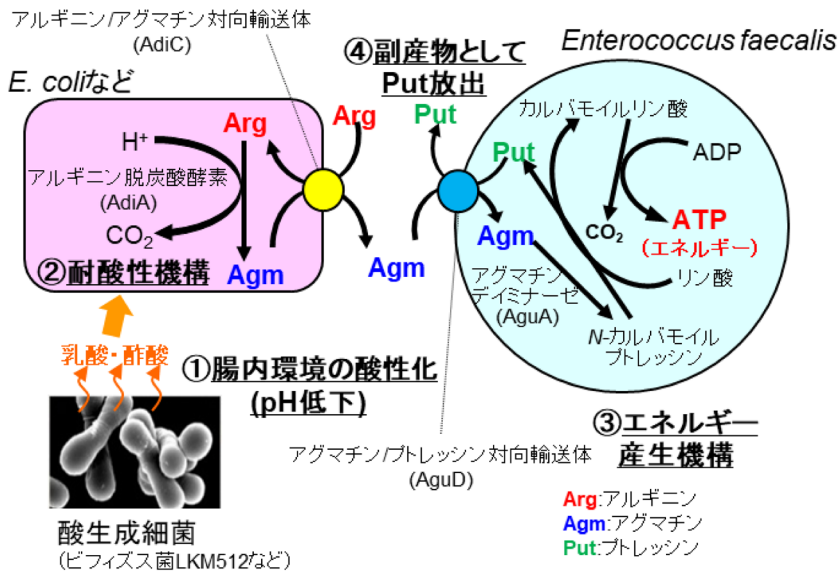 アルギニン/アグマチン対向輸送体
(AdiC)
E. coliなど
④副産物として
Put放出
Enterococcus faecalis
H⁺
Arg
アルギニン脱炭酸酵素
(AdiA)
CO₂
Agm
②耐酸性機構
Arg
Agm
Put
Put
Agm
カルバモイルリン酸
ADP
CO₂
ATP
(エネルギー)
リン酸
アグマチン
デイミナーゼ
(AguA)
N-カルバモイル
プトレッシン
乳酸・酢酸
①腸内環境の酸性化
(pH低下)
③エネルギー
産生機構
アグマチン/プトレッシン対向輸送体
(AguD)
酸生成細菌
(ビフィズス菌LKM512など)
Arg:アルギニン
Agm:アグマチン
Put:プトレッシン